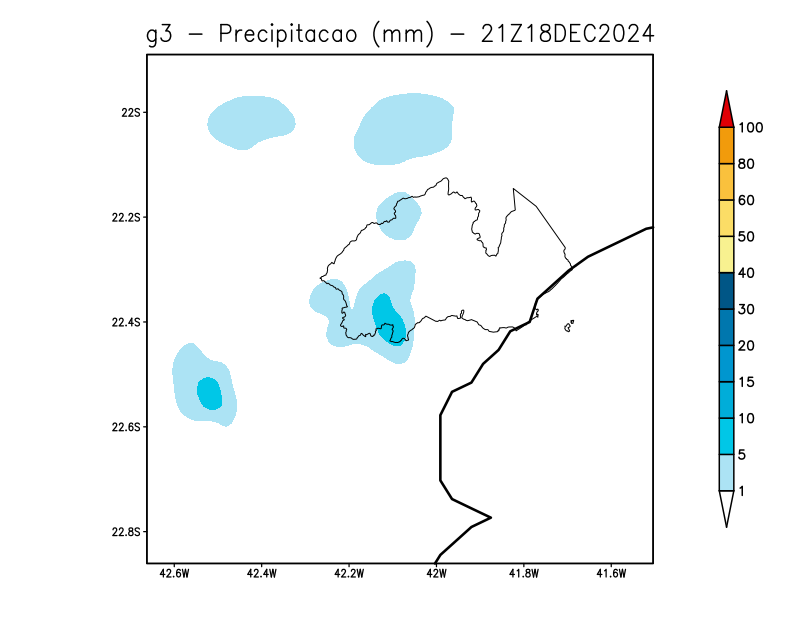 g3 - Precipitacao (mm) - 21Z18DEC2024
22S
22.2S
22.4S
22.6S
22.8S
42.6W
42.4W
42.2W
42W
41.8W
41.6W
100
80
60
50
40
30
20
15
10
5
1